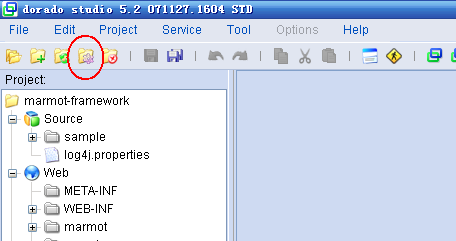 dorado studio 5.2 071127.1604 STD
File Edit Project Service Tool Options Help
Project:
marmot-framework
Source
sample
log4j.properties
Web
META-INF
WEB-INF
marmot